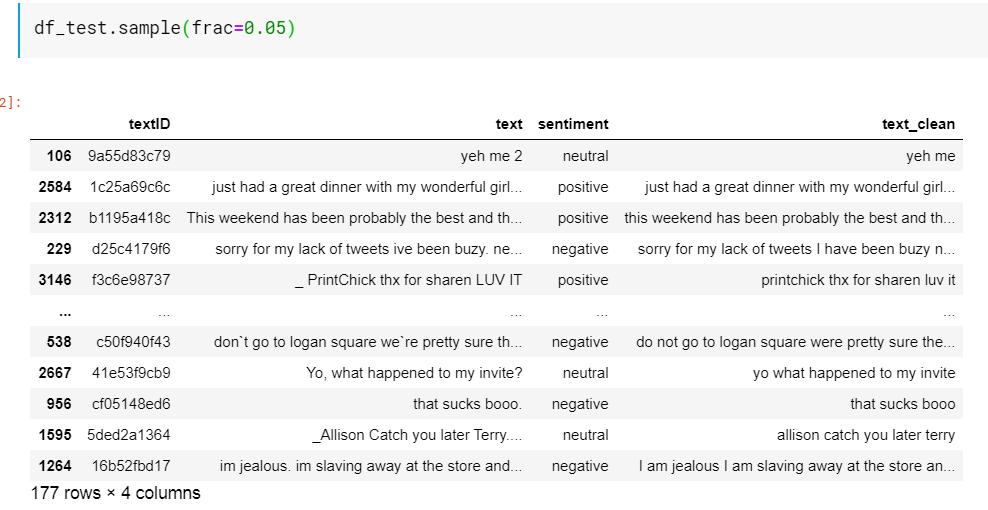 df_test.sample(frac=0.05)
2]:
textID text sentiment text_clean
106 9a55d83c79 yeh me 2 neutral yeh me
2584 1c25a69c6c just had a great dinner with my wonderful girl... positive just had a great dinner with my wonderful girl...
2312 b1195a418c This weekend has been probably the best and th... positive this weekend has been probably the best and th...
229 d25c4179f6 sorry for my lack of tweets ive been buzy. ne... negative sorry for my lack of tweets I have been buzy n...
3146 f3c6e98737 _ PrintChick thx for sharen LUV IT positive printchick thx for sharen luv it
... ... ... ... ...
538 c50f940f43 don`t go to logan square we`re pretty sure th... negative do not go to logan square were pretty sure the...
2667 41e53f9cb9 Yo, what happened to my invite? neutral yo what happened to my invite
956 cf05148ed6 that sucks booo. negative that sucks booo
1595 5ded2a1364 _Allison Catch you later Terry.... neutral allison catch you later terry
1264 16b52fbd17 im jealous. im slaving away at the store and... negative I am jealous I am slaving away at the store an...
177 rows × 4 columns